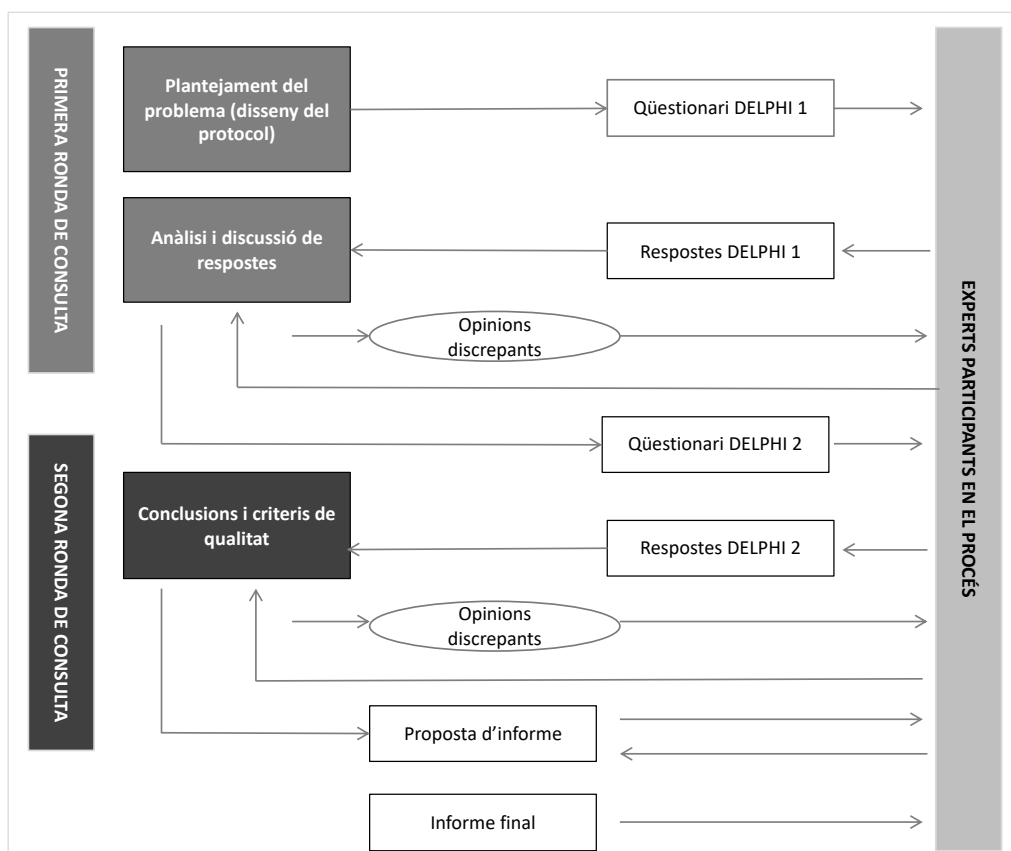 PRIMERA RONDA DE CONSULTA
Plantejament del
problema (disseny del
protocol)
Qüestionari DELPHI 1
Anàlisi i discussió de
respostes
Respostes DELPHI 1
Opinions
discrepants
EXPERTS PARTICIPANTS EN EL PROCÉS
SEGONA RONDA DE CONSULTA
Qüestionari DELPHI 2
Conclusions i criteris de
qualitat
Respostes DELPHI 2
Opinions
discrepants
Proposta d’informe
Informe final